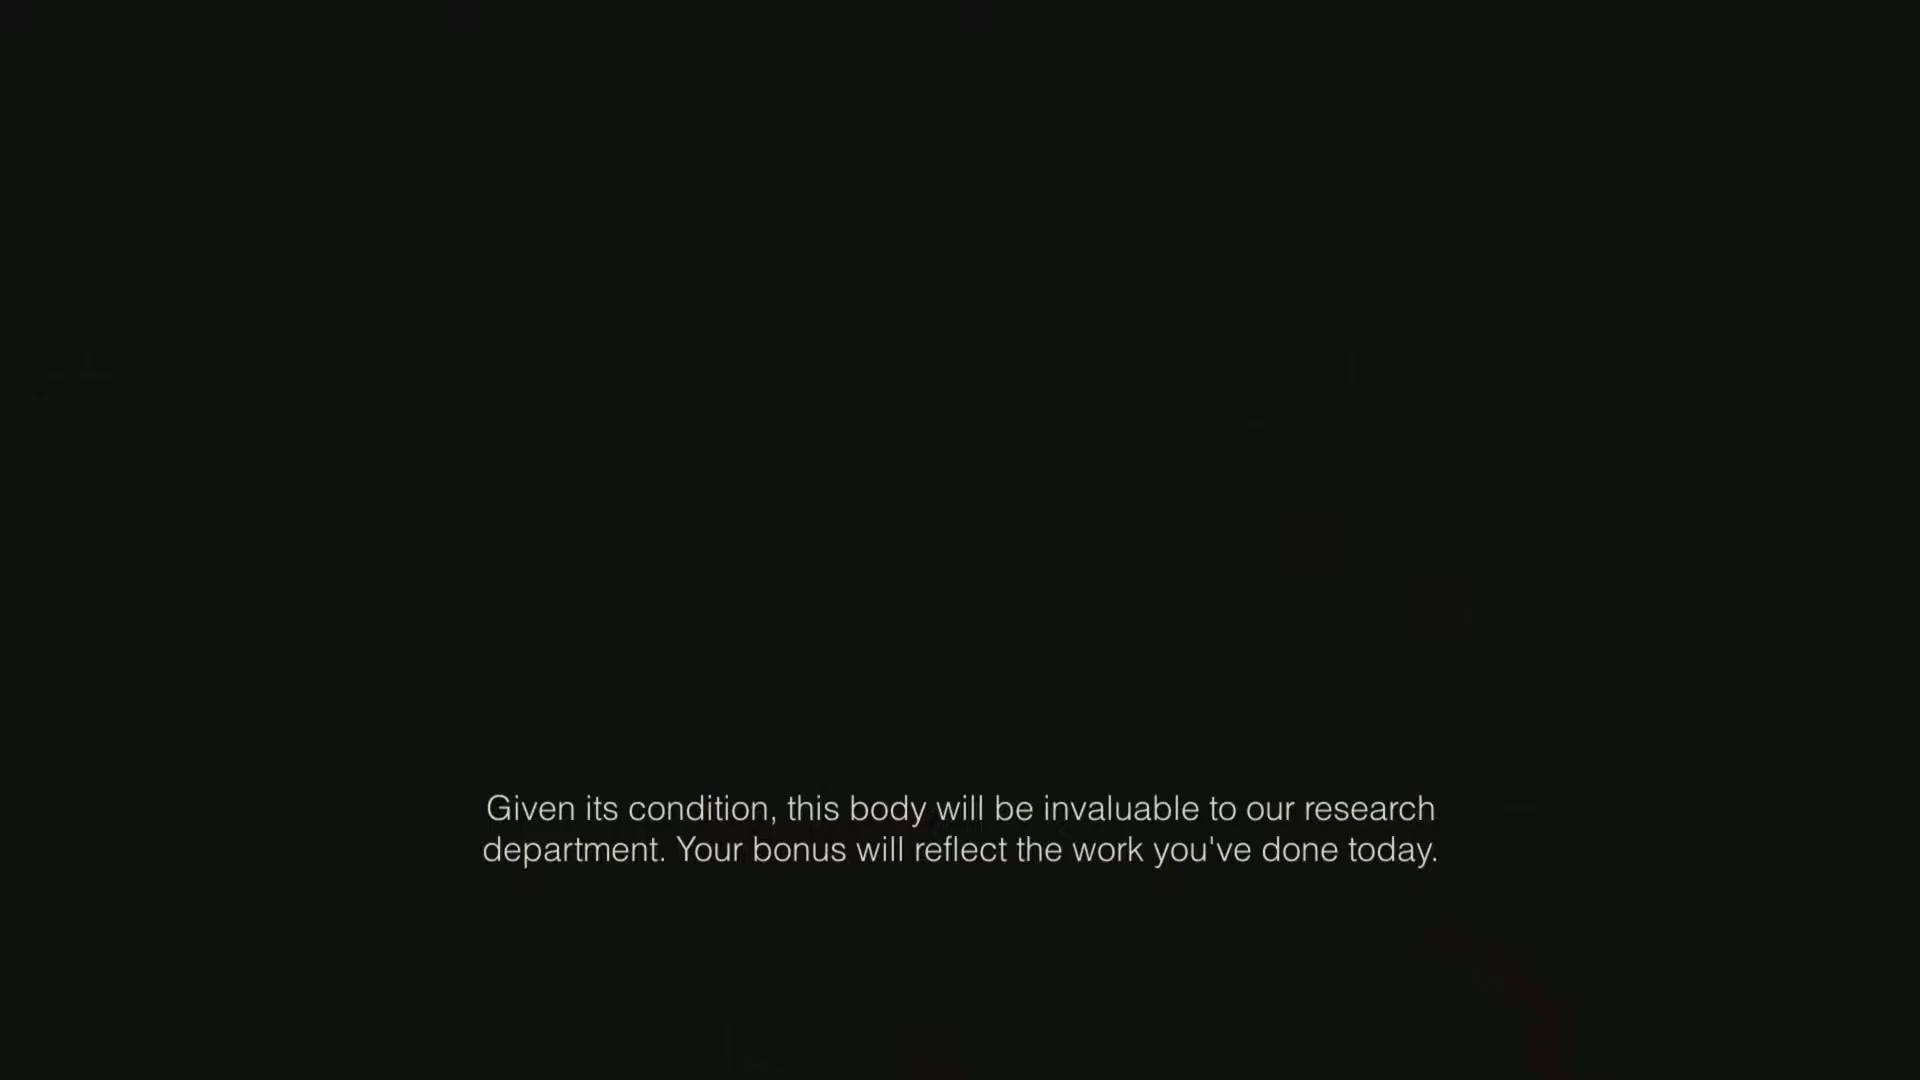 Given its condition, this body will be invaluable to our research
department. Your bonus will reflect the work you've done today.